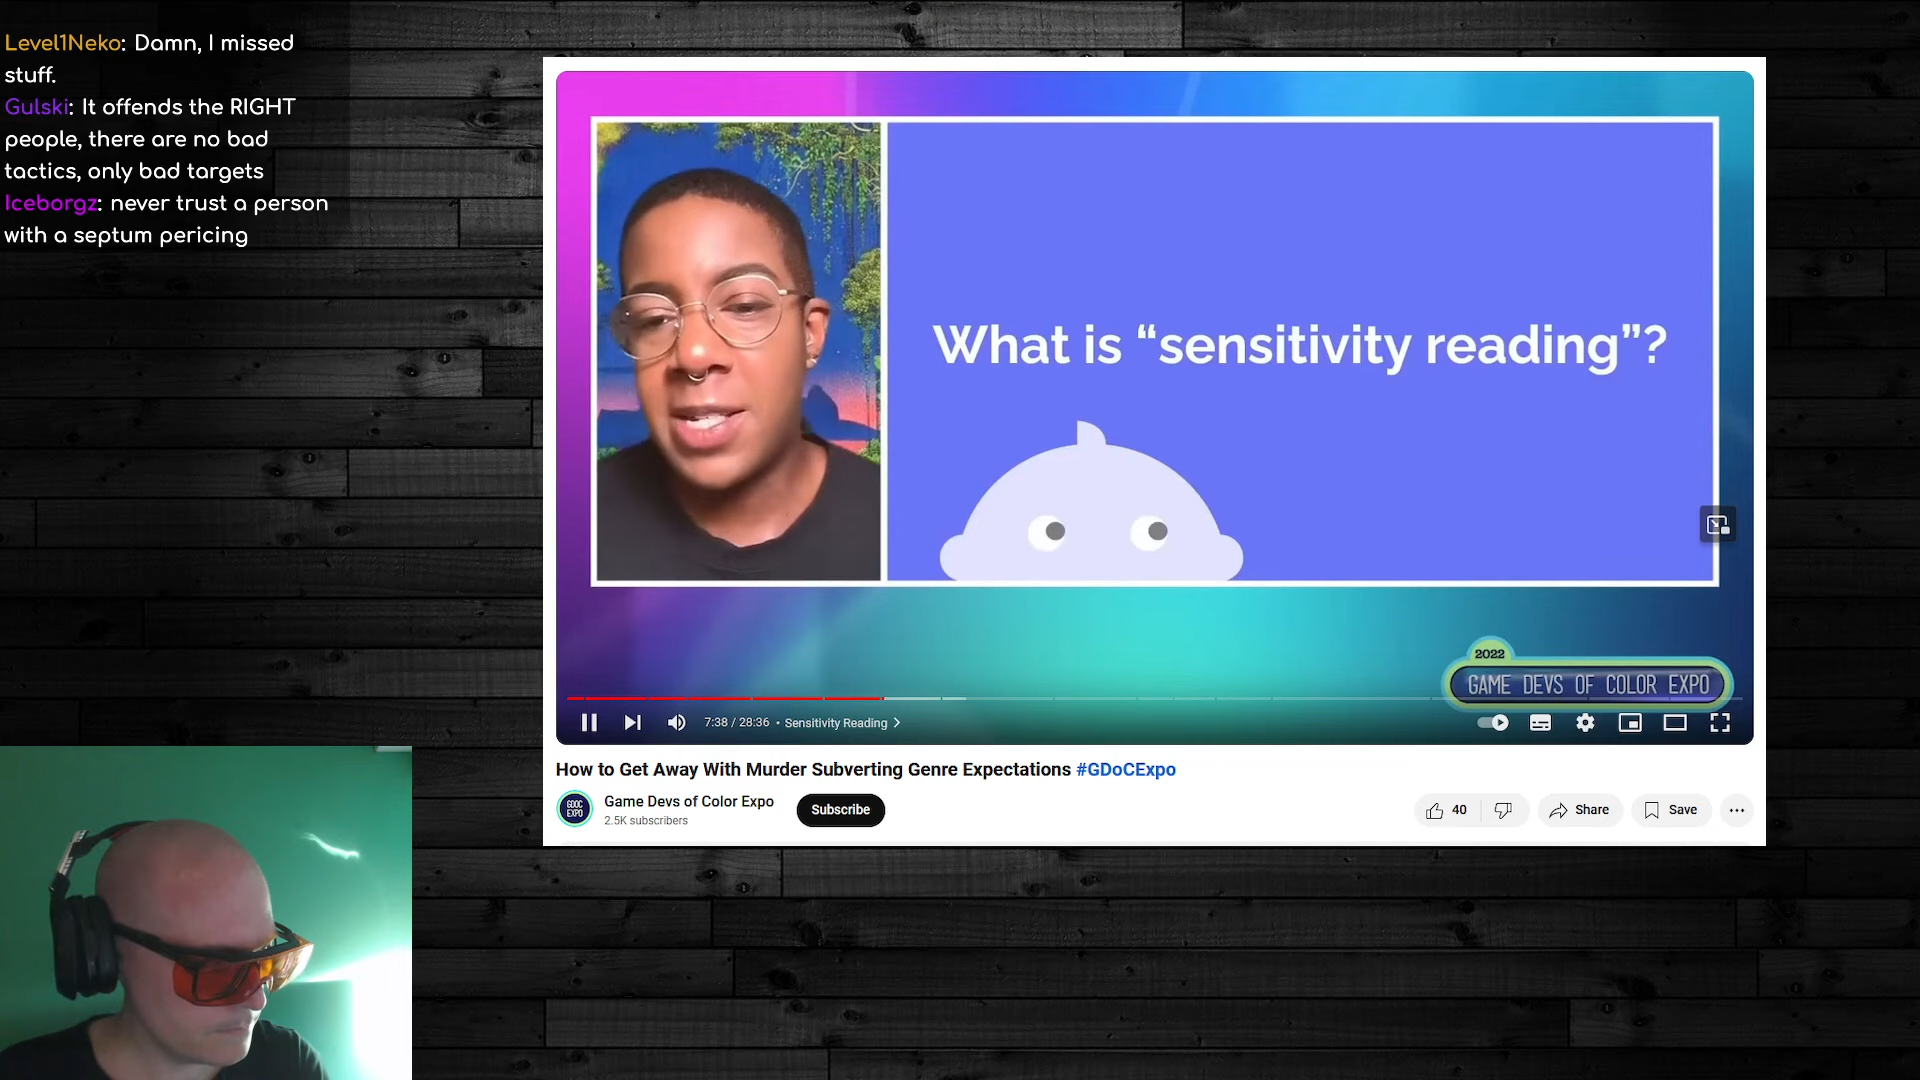 Level1Neko: Damn, I missed
stuff.
Gulski: It offends the RIGHT
people, there are no bad
tactics, only bad targets
Iceborgz: never trust a person
with a septum pericing
What is “sensitivity reading”?
2022
GAME DEVS OF COLOR EXPO
7:38 / 28:36 • Sensitivity Reading
How to Get Away With Murder Subverting Genre Expectations #GDoCExpo
GDOC
EXPO
Game Devs of Color Expo
2.5K subscribers
Subscribe
40
Share
Save